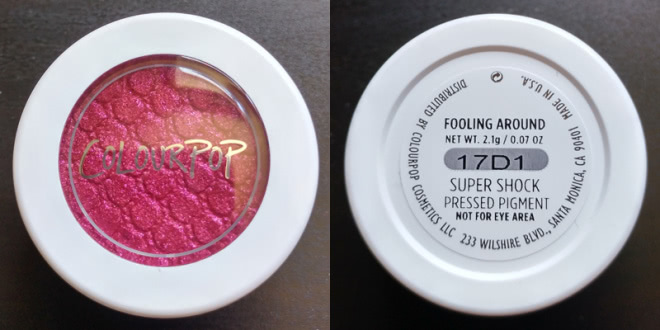 COLOURPOP
FOOLING AROUND
NET WT. 2.1g / 0.07 OZ
17D1
SUPER SHOCK
PRESSED PIGMENT
NOT FOR EYE AREA
DISTRIBUTED BY COLOURPOP COSMETICS LLC 233 WILSHIRE BLVD., SANTA MONICA, CA 90401 MADE IN U.S.A.